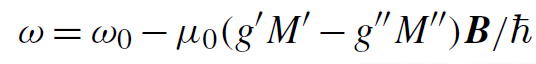 ω = ω₀ − μ₀(g′M′ − g″M″)B/ħ